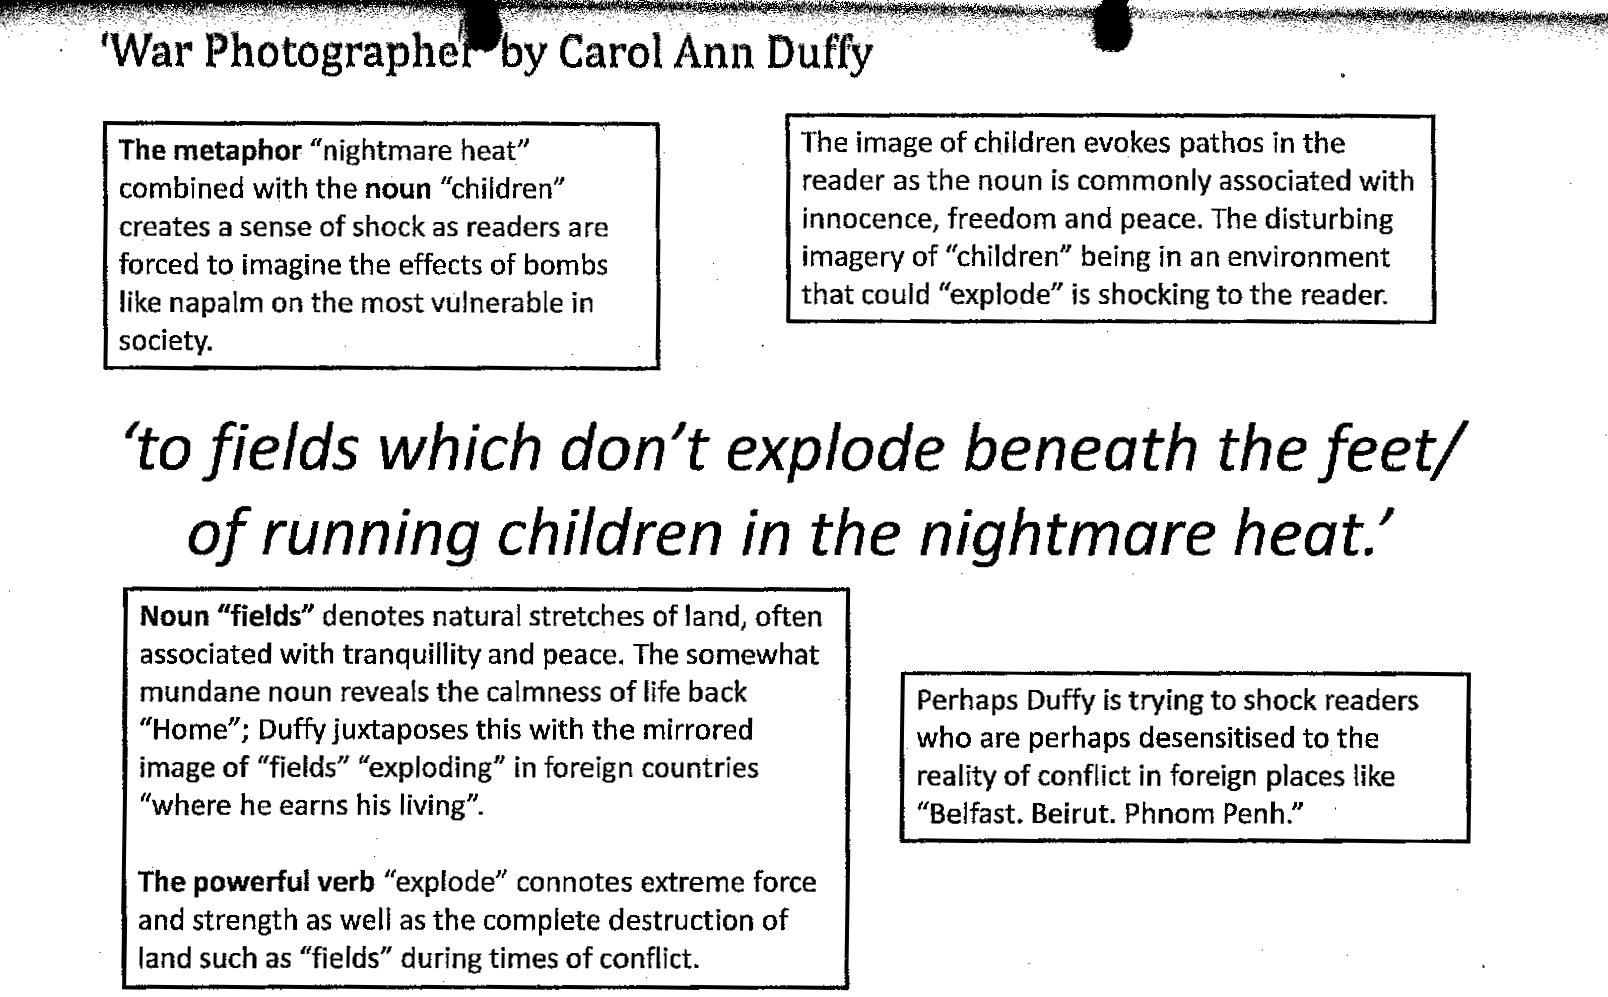 'War Photographer' by Carol Ann Duffy
The metaphor “nightmare heat”
combined with the noun “children”
creates a sense of shock as readers are
forced to imagine the effects of bombs
like napalm on the most vulnerable in
society.
The image of children evokes pathos in the
reader as the noun is commonly associated with
innocence, freedom and peace. The disturbing
imagery of “children” being in an environment
that could “explode” is shocking to the reader.
‘to fields which don’t explode beneath the feet/
of running children in the nightmare heat.’
Noun “fields” denotes natural stretches of land, often
associated with tranquillity and peace. The somewhat
mundane noun reveals the calmness of life back
“Home”; Duffy juxtaposes this with the mirrored
image of “fields” “exploding” in foreign countries
“where he earns his living”.
The powerful verb “explode” connotes extreme force
and strength as well as the complete destruction of
land such as “fields” during times of conflict.
Perhaps Duffy is trying to shock readers
who are perhaps desensitised to the
reality of conflict in foreign places like
“Belfast. Beirut. Phnom Penh.”